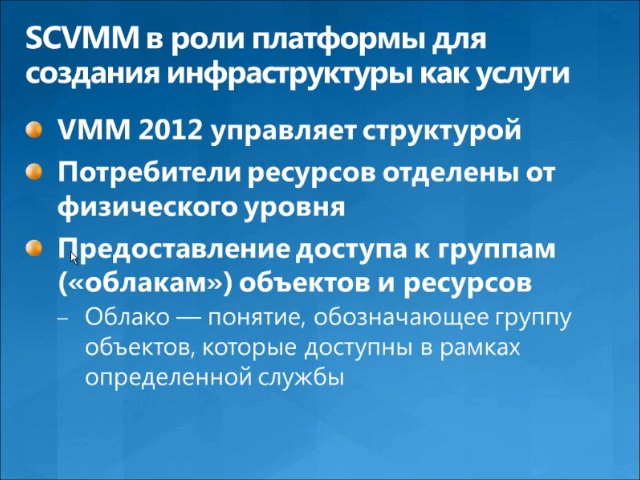 SCVMM в роли платформы для
создания инфраструктуры как услуги
VMM 2012 управляет структурой
Потребители ресурсов отделены от
физического уровня
Предоставление доступа к группам
(«облакам») объектов и ресурсов
– Облако — понятие, обозначающее группу
объектов, которые доступны в рамках
определенной службы